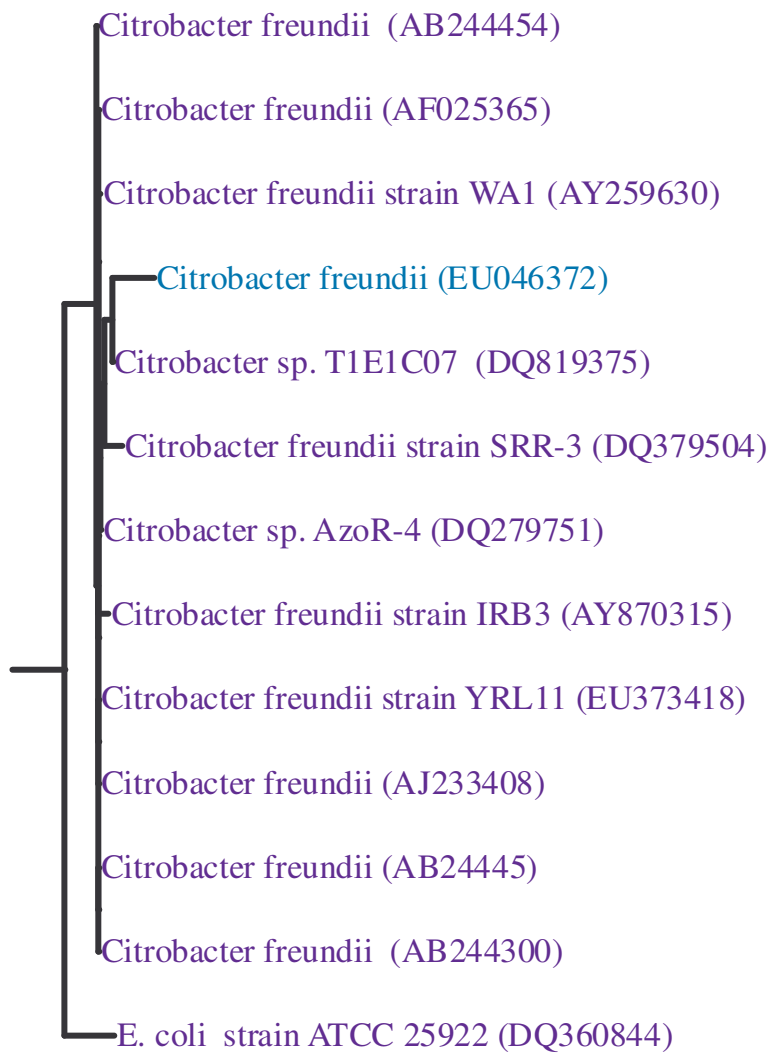 Citrobacter freundii (AB244454)
Citrobacter freundii (AF025365)
Citrobacter freundii strain WA1 (AY259630)
Citrobacter freundii (EU046372)
Citrobacter sp. T1E1C07 (DQ819375)
Citrobacter freundii strain SRR-3 (DQ379504)
Citrobacter sp. AzoR-4 (DQ279751)
Citrobacter freundii strain IRB3 (AY870315)
Citrobacter freundii strain YRL11 (EU373418)
Citrobacter freundii (AJ233408)
Citrobacter freundii (AB24445)
Citrobacter freundii (AB244300)
E. coli strain ATCC 25922 (DQ360844)